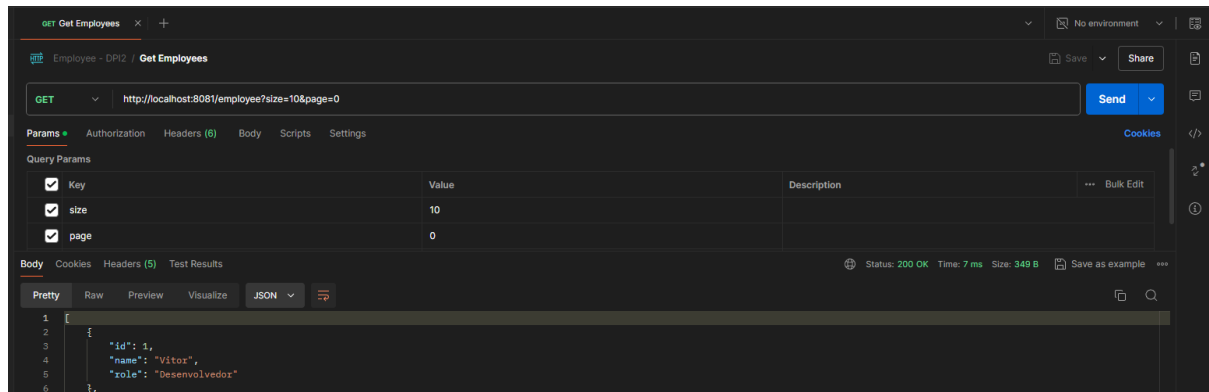 GET Get Employees
No environment
HTTP Employee - DPI2 / Get Employees
Save Share
GET http://localhost:8081/employee?size=10&page=0 Send
Params Authorization Headers (6) Body Scripts Settings Cookies
Query Params
Key Value Description Bulk Edit
size 10
page 0
Body Cookies Headers (5) Test Results Status: 200 OK Time: 7 ms Size: 349 B Save as example
Pretty Raw Preview Visualize JSON
1 [
2 {
3 "id": 1,
4 "name": "Vitor",
5 "role": "Desenvolvedor"
6 },